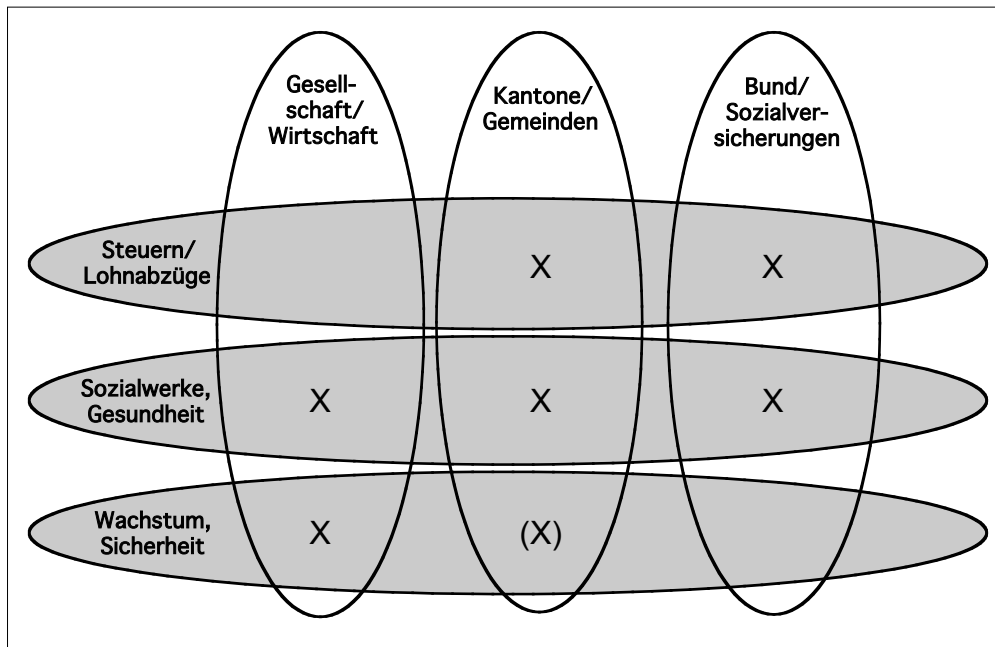 Gesell-
schaft/
Wirtschaft
Kantone/
Gemeinden
Bund/
Sozialver-
sicherungen
Steuern/
Lohnabzüge
X
X
Sozialwerke,
Gesundheit
X
X
X
Wachstum,
Sicherheit
X
(X)